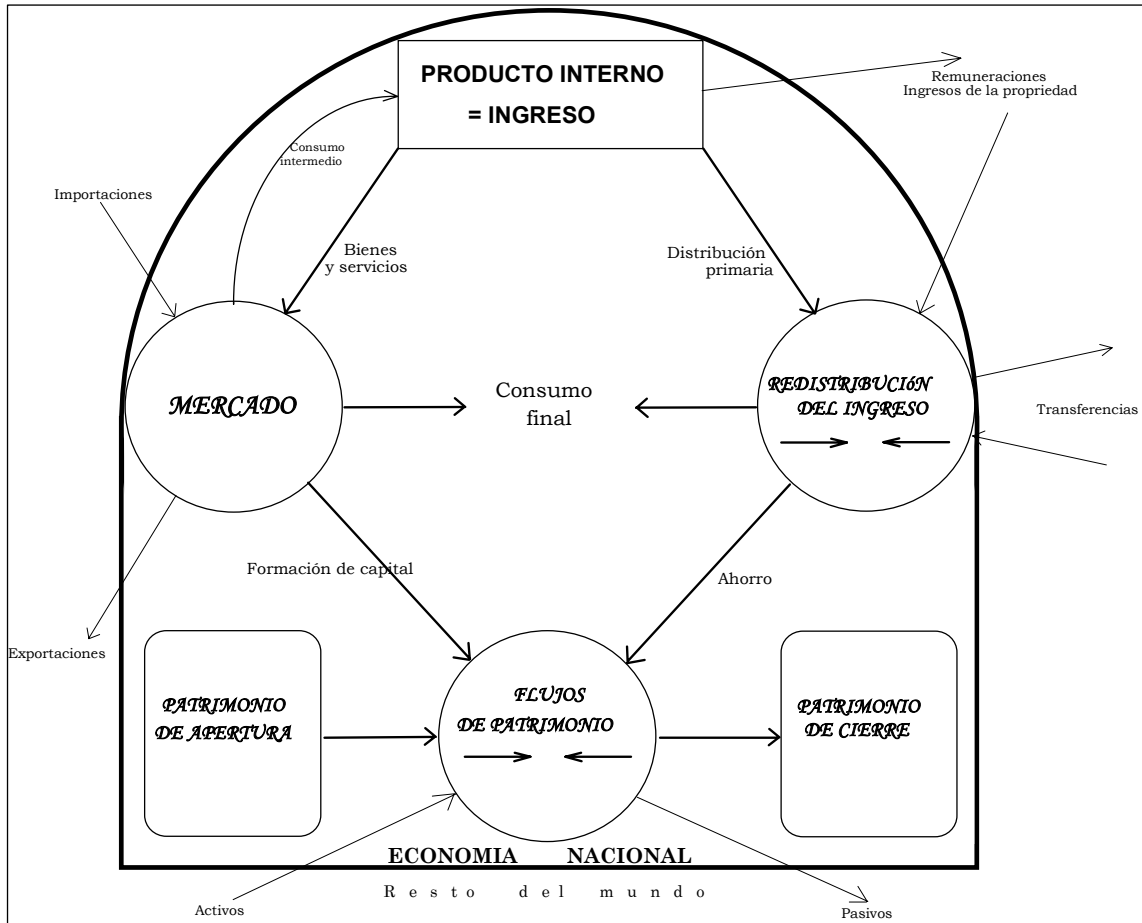 PRODUCTO INTERNO
= INGRESO
Remuneraciones
Ingresos de la propiedad
Consumo
intermedio
Importaciones
Bienes
y servicios
Distribución
primaria
MERCADO
Consumo
final
REDISTRIBUCIóN
DEL INGRESO
Transferencias
Formación de capital
Ahorro
Exportaciones
PATRIMONIO
DE APERTURA
FLUJOS
DE PATRIMONIO
PATRIMONIO
DE CIERRE
ECONOMIA NACIONAL
Resto del mundo
Activos
Pasivos